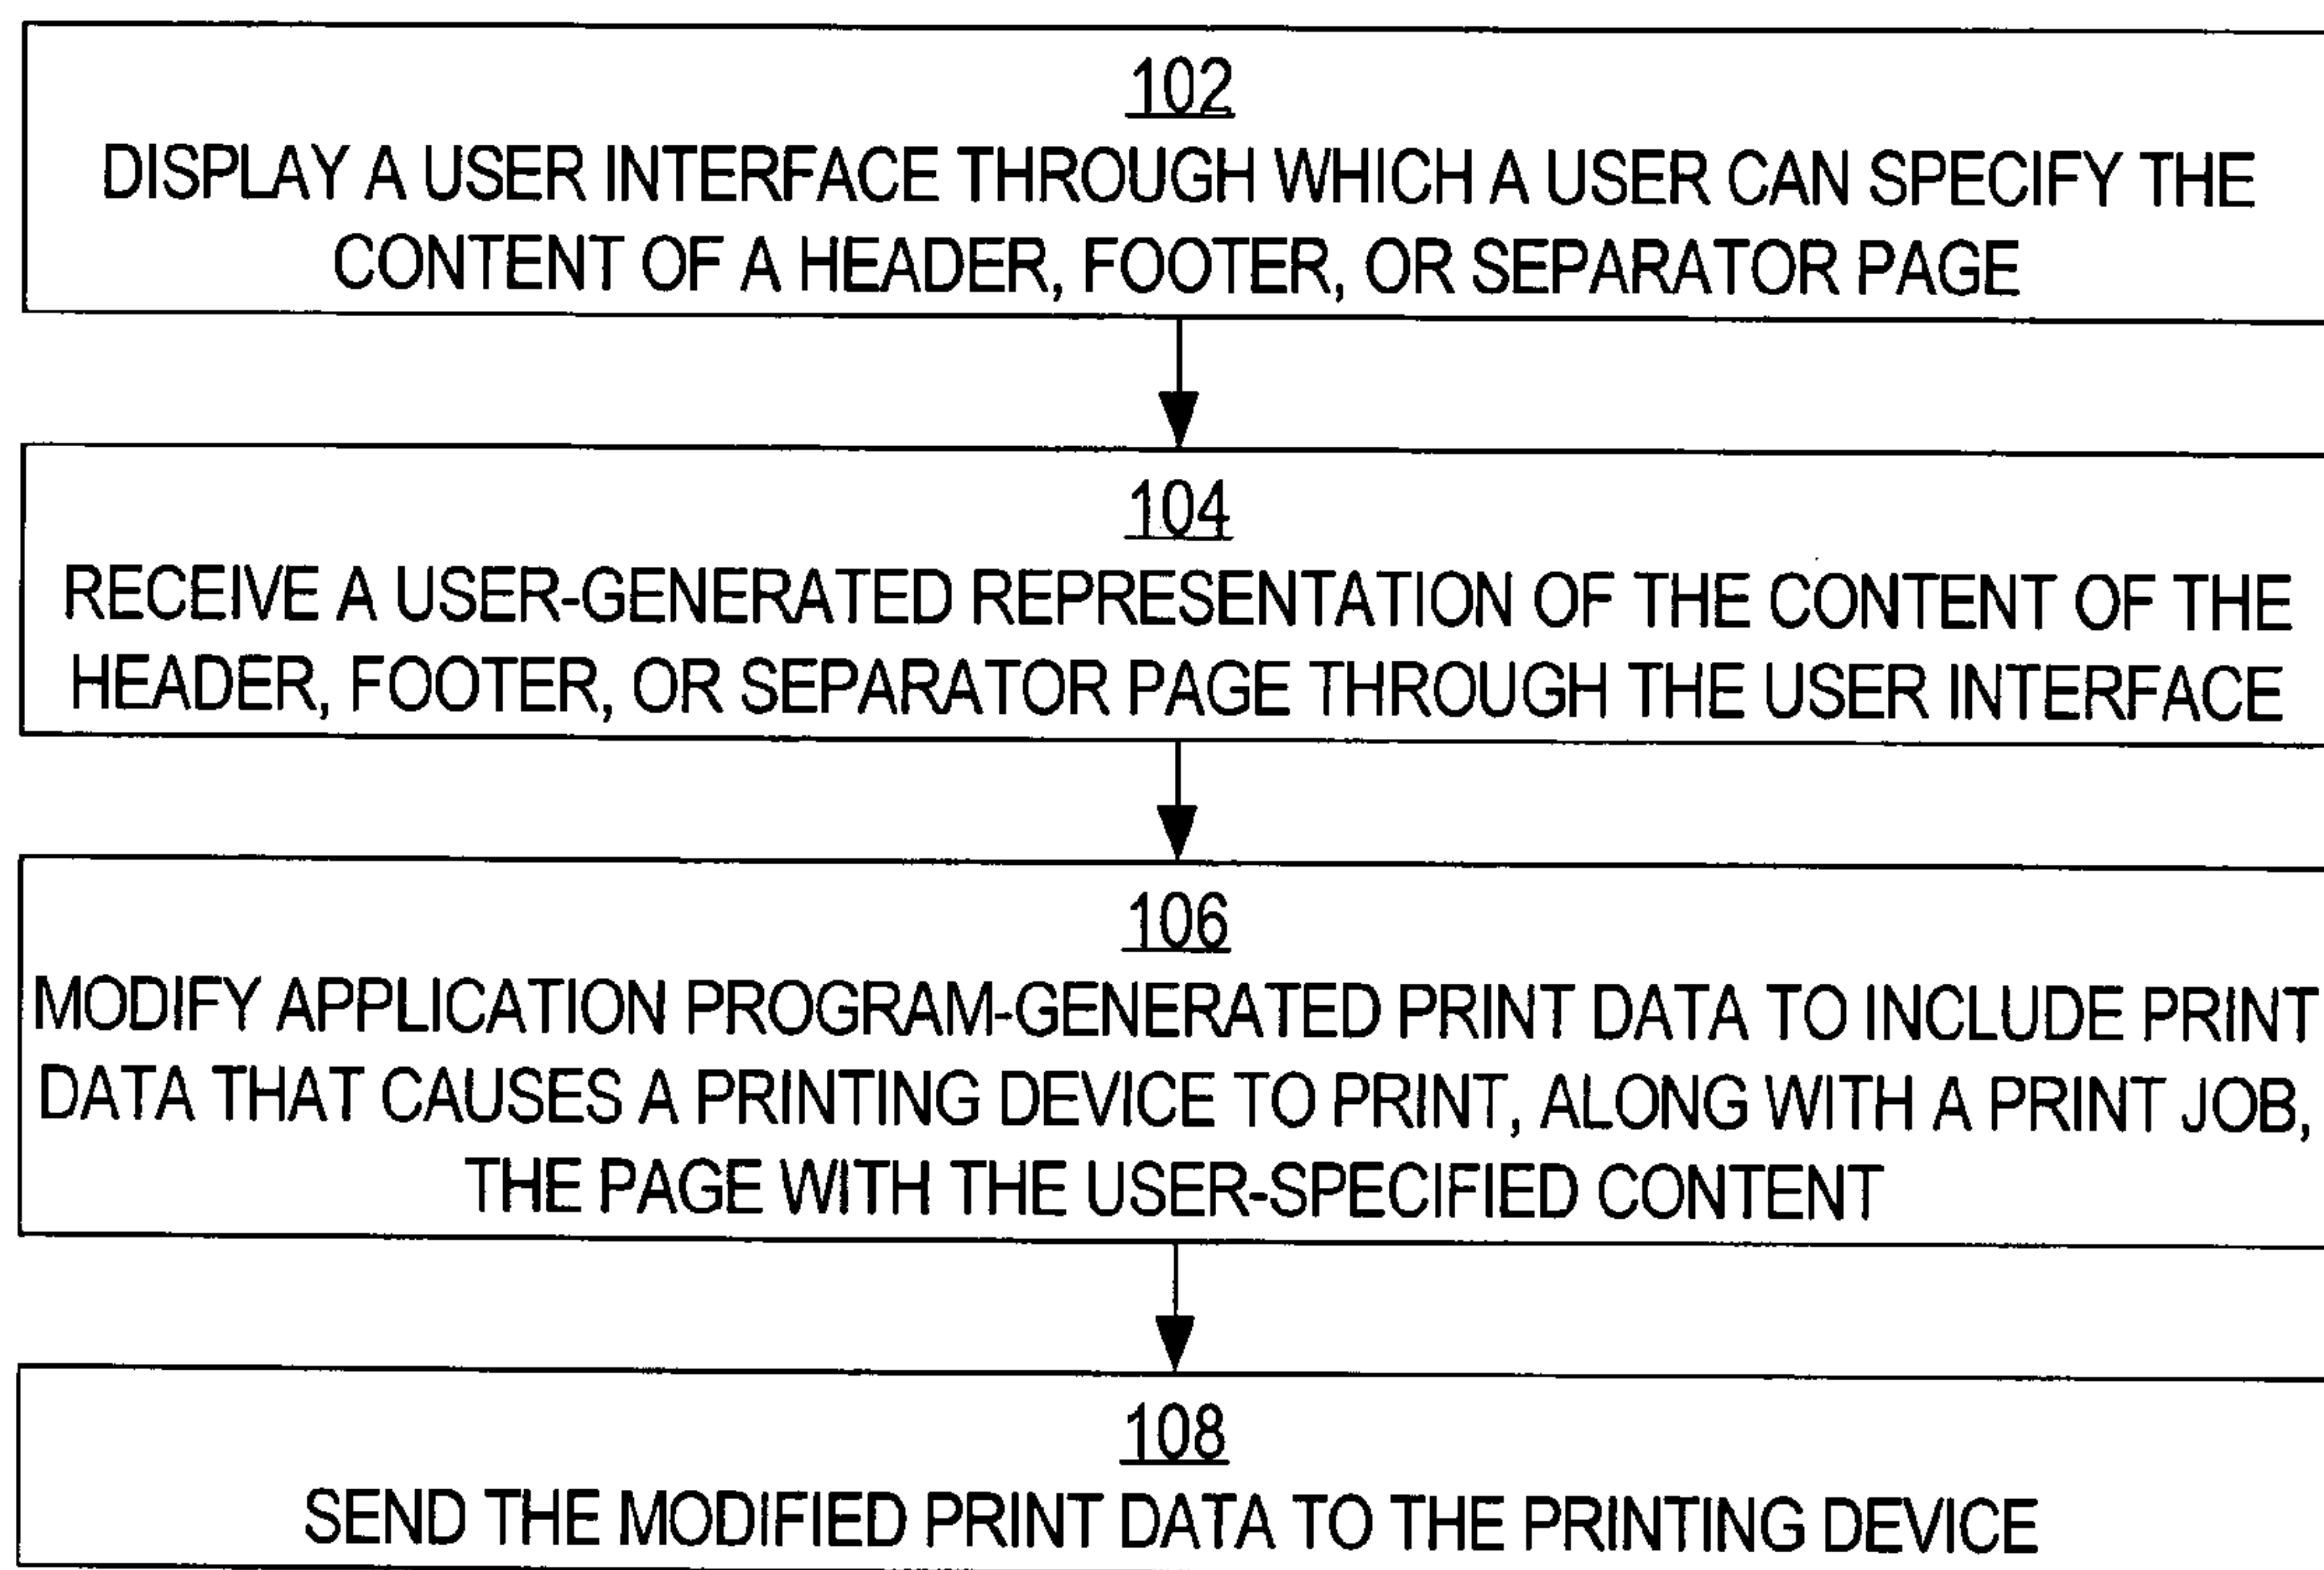 102
DISPLAY A USER INTERFACE THROUGH WHICH A USER CAN SPECIFY THE
CONTENT OF A HEADER, FOOTER, OR SEPARATOR PAGE
104
RECEIVE A USER-GENERATED REPRESENTATION OF THE CONTENT OF THE
HEADER, FOOTER, OR SEPARATOR PAGE THROUGH THE USER INTERFACE
106
MODIFY APPLICATION PROGRAM-GENERATED PRINT DATA TO INCLUDE PRINT
DATA THAT CAUSES A PRINTING DEVICE TO PRINT, ALONG WITH A PRINT JOB,
THE PAGE WITH THE USER-SPECIFIED CONTENT
108
SEND THE MODIFIED PRINT DATA TO THE PRINTING DEVICE